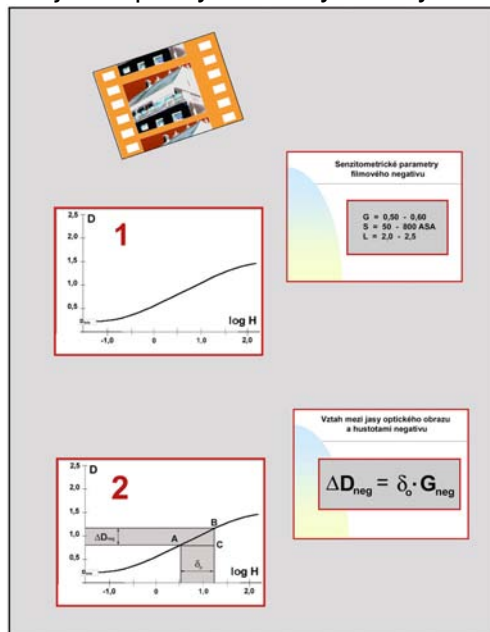 Senzitometrické parametry
filmového negativu
G = 0,50 - 0,60
S = 50 - 800 ASA
L = 2,0 - 2,5
2,5 D
1
2,0
1,5
1,0
0,5
log H
-1,0 0 1,0 2,0
Vztah mezi jasy optického obrazu
a hustotami negativu
ΔDneg = δo · Gneg
2,5 D
2
2,0
1,5
B
ΔDneg
1,0
A
C
0,5
δo
log H
-1,0 0 1,0 2,0